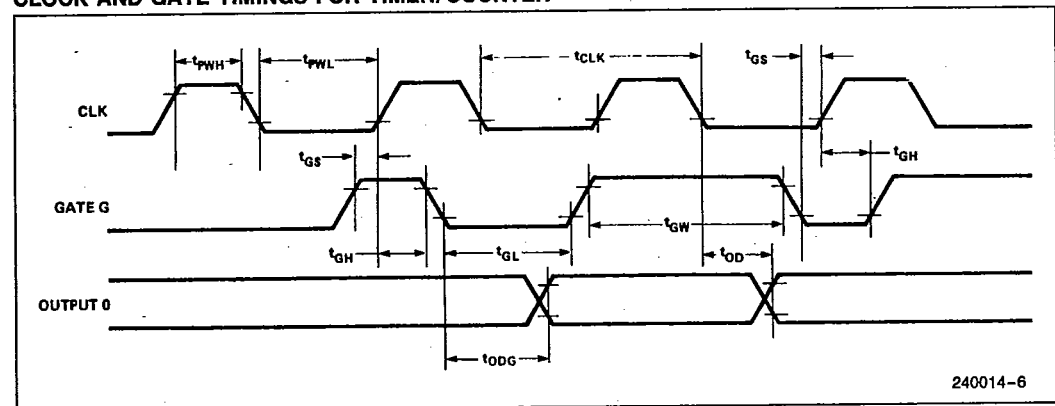 CLOCK AND GATE TIMINGS FOR TIMER/COUNTER
tPWH
tPWL
tCLK
tGS
CLK
tGS
tGH
GATE G
tGW
tGH
tGL
tOD
OUTPUT 0
tODG
240014-6